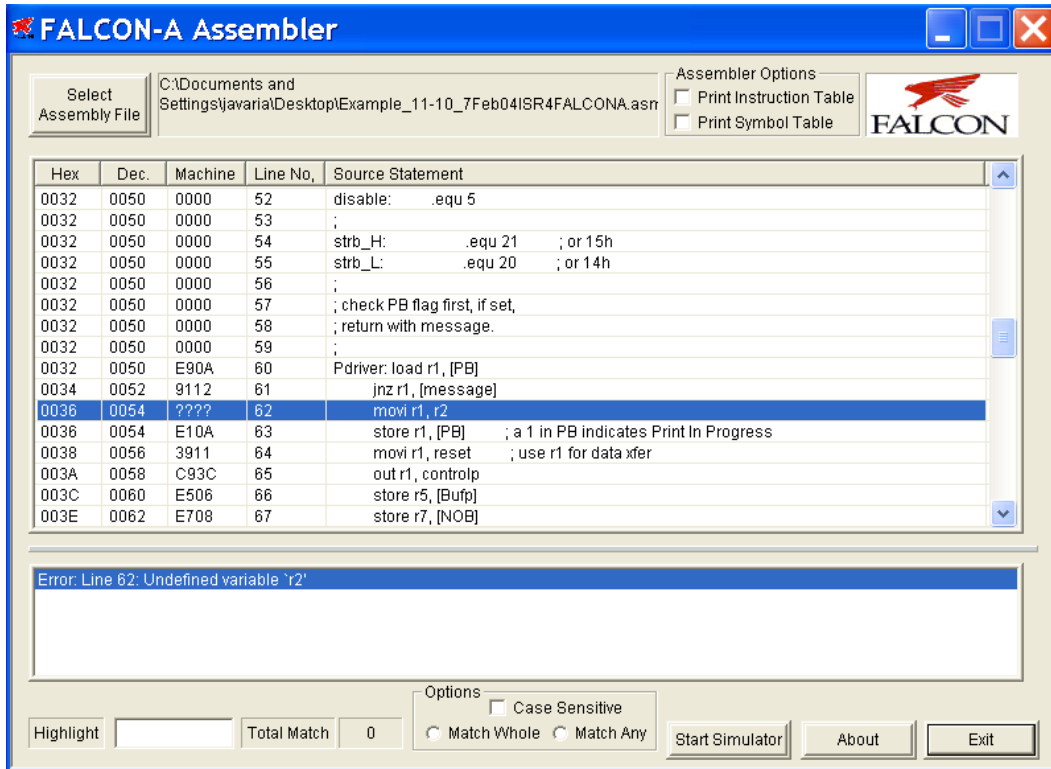 FALCON-A Assembler
Select
Assembly File
C:\Documents and
Settings\javaria\Desktop\Example_11-10_7Feb04ISR4FALCONA.asm
Assembler Options
Print Instruction Table
Print Symbol Table
FALCON
Hex Dec. Machine Line No, Source Statement
0032 0050 0000 52 disable: .equ 5
0032 0050 0000 53 ;
0032 0050 0000 54 strb_H: .equ 21 ; or 15h
0032 0050 0000 55 strb_L: .equ 20 ; or 14h
0032 0050 0000 56 ;
0032 0050 0000 57 ; check PB flag first, if set,
0032 0050 0000 58 ; return with message.
0032 0050 0000 59 ;
0032 0050 E90A 60 Pdriver: load r1, [PB]
0034 0052 9112 61 jnz r1, [message]
0036 0054 ???? 62 movi r1, r2
0036 0054 E10A 63 store r1, [PB] ; a 1 in PB indicates Print In Progress
0038 0056 3911 64 movi r1, reset ; use r1 for data xfer
003A 0058 C93C 65 out r1, controlp
003C 0060 E506 66 store r5, [Bufp]
003E 0062 E708 67 store r7, [NOB]
Error: Line 62: Undefined variable `r2'
Options
Case Sensitive
Highlight Total Match 0 Match Whole Match Any Start Simulator About Exit